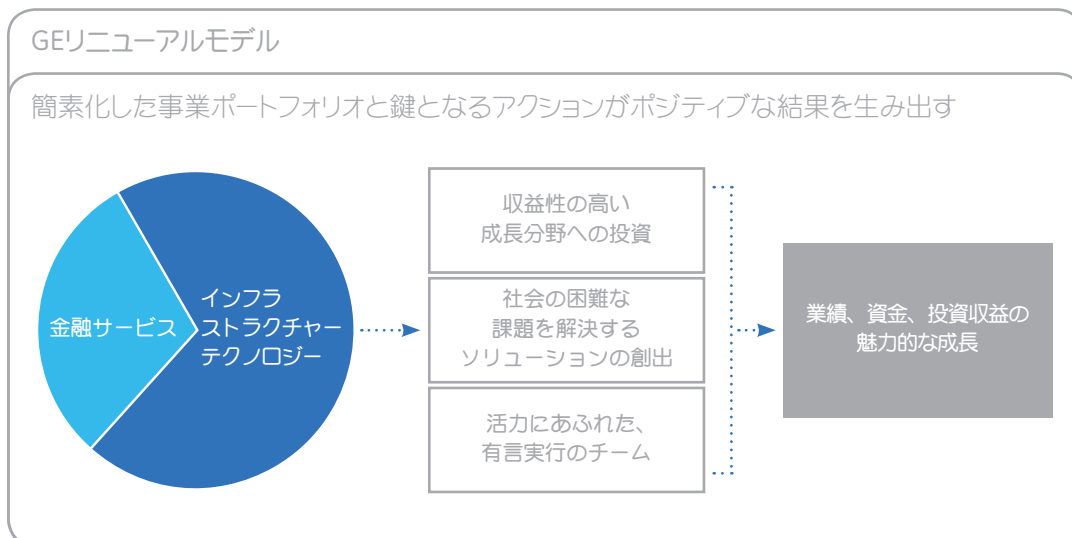 GEリニューアルモデル
簡素化した事業ポートフォリオと鍵となるアクションがポジティブな結果を生み出す
金融サービス
インフラ
ストラクチャー
テクノロジー
収益性の高い
成長分野への投資
社会の困難な
課題を解決する
ソリューションの創出
活力にあふれた、
有言実行のチーム
業績、資金、投資収益の
魅力的な成長